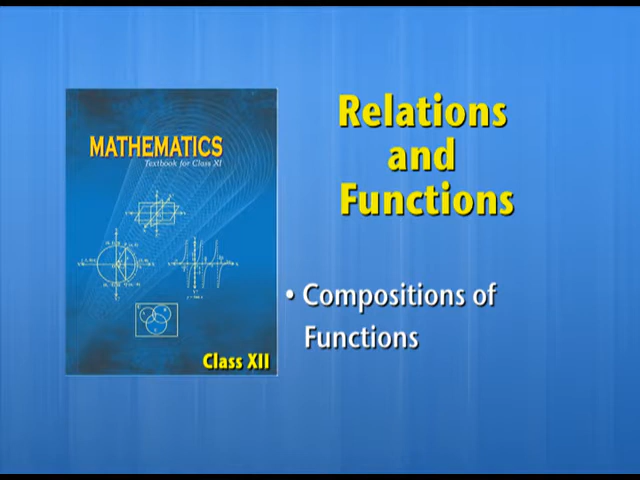 MATHEMATICS
Textbook for Class XI
Class XII
Relations
and
Functions
• Compositions of
Functions